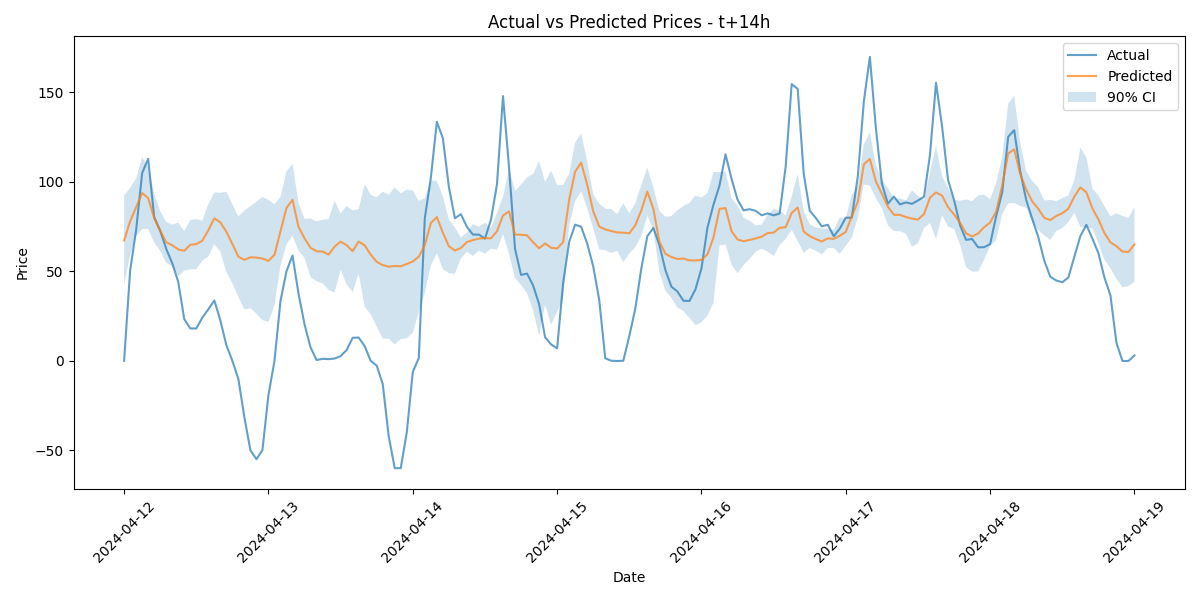 Actual vs Predicted Prices - t+14h
Actual
Predicted
90% CI
Price
150
100
50
0
−50
2024-04-12
2024-04-13
2024-04-14
2024-04-15
2024-04-16
2024-04-17
2024-04-18
2024-04-19
Date